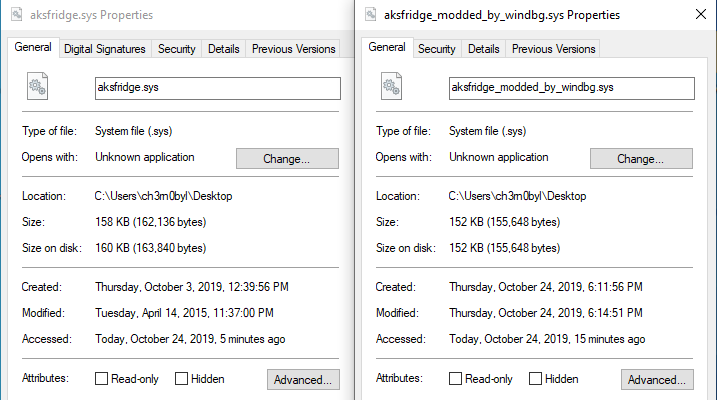 aksfridge.sys Properties
General Digital Signatures Security Details Previous Versions
aksfridge.sys
Type of file: System file (.sys)
Opens with: Unknown application Change...
Location: C:\Users\ch3rn0byl\Desktop
Size: 158 KB (162,136 bytes)
Size on disk: 160 KB (163,840 bytes)
Created: Thursday, October 3, 2019, 12:39:56 PM
Modified: Tuesday, April 14, 2015, 11:37:00 PM
Accessed: Today, October 24, 2019, 5 minutes ago
Attributes: Read-only Hidden Advanced...
aksfridge_modded_by_windbg.sys Properties
General Security Details Previous Versions
aksfridge_modded_by_windbg.sys
Type of file: System file (.sys)
Opens with: Unknown application Change...
Location: C:\Users\ch3rn0byl\Desktop
Size: 152 KB (155,648 bytes)
Size on disk: 152 KB (155,648 bytes)
Created: Thursday, October 24, 2019, 6:11:56 PM
Modified: Thursday, October 24, 2019, 6:14:51 PM
Accessed: Today, October 24, 2019, 15 minutes ago
Attributes: Read-only Hidden Advanced...